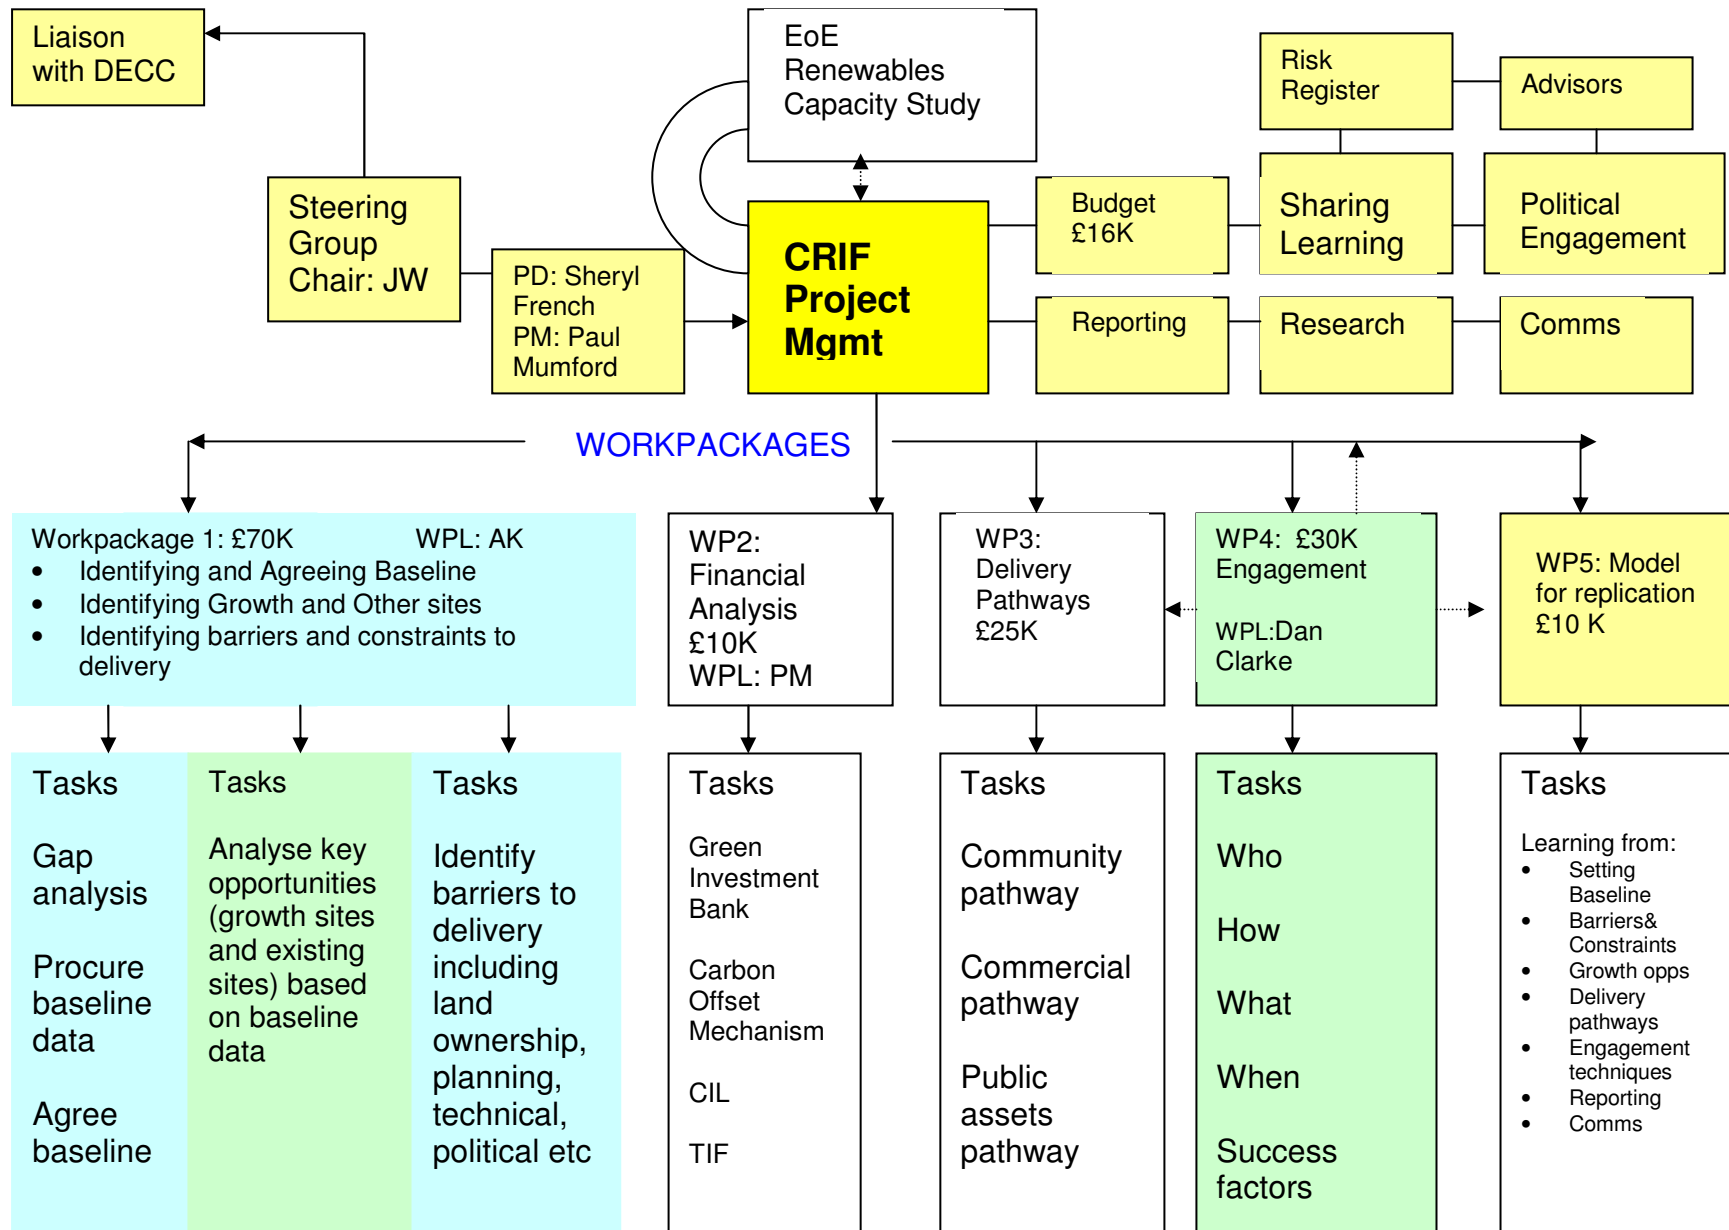 Liaison
with DECC
EoE
Renewables
Capacity Study
Risk
Register
Advisors
Steering
Group
Chair: JW
PD: Sheryl
French
PM: Paul
Mumford
CRIF
Project
Mgmt
Budget
£16K
Sharing
Learning
Political
Engagement
Reporting
Research
Comms
WORKPACKAGES
Workpackage 1: £70K WPL: AK
• Identifying and Agreeing Baseline
• Identifying Growth and Other sites
• Identifying barriers and constraints to
delivery
WP2:
Financial
Analysis
£10K
WPL: PM
WP3:
Delivery
Pathways
£25K
WP4: £30K
Engagement
WPL:Dan
Clarke
WP5: Model
for replication
£10 K
Tasks
Gap
analysis
Procure
baseline
data
Agree
baseline
Tasks
Analyse key
opportunities
(growth sites
and existing
sites) based
on baseline
data
Tasks
Identify
barriers to
delivery
including
land
ownership,
planning,
technical,
political etc
Tasks
Green
Investment
Bank
Carbon
Offset
Mechanism
CIL
TIF
Tasks
Community
pathway
Commercial
pathway
Public
assets
pathway
Tasks
Who
How
What
When
Success
factors
Tasks
Learning from:
• Setting
Baseline
• Barriers&
Constraints
• Growth opps
• Delivery
pathways
• Engagement
techniques
• Reporting
• Comms